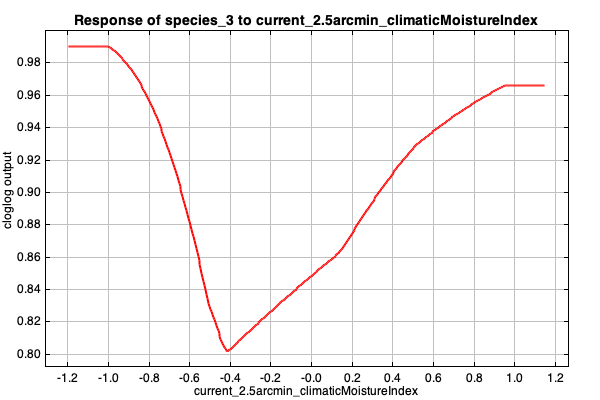 Response of species_3 to current_2.5arcmin_climaticMoistureIndex
cloglog output
0.98
0.96
0.94
0.92
0.90
0.88
0.86
0.84
0.82
0.80
-1.2 -1.0 -0.8 -0.6 -0.4 -0.2 -0.0 0.2 0.4 0.6 0.8 1.0 1.2
current_2.5arcmin_climaticMoistureIndex